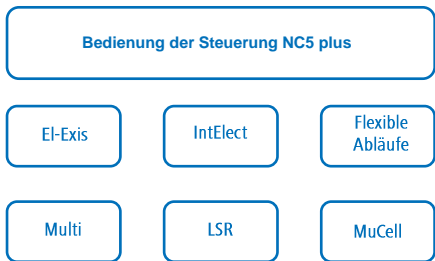 Bedienung der Steuerung NC5 plus
El-Exis
IntElect
Flexible
Abläufe
Multi
LSR
MuCell